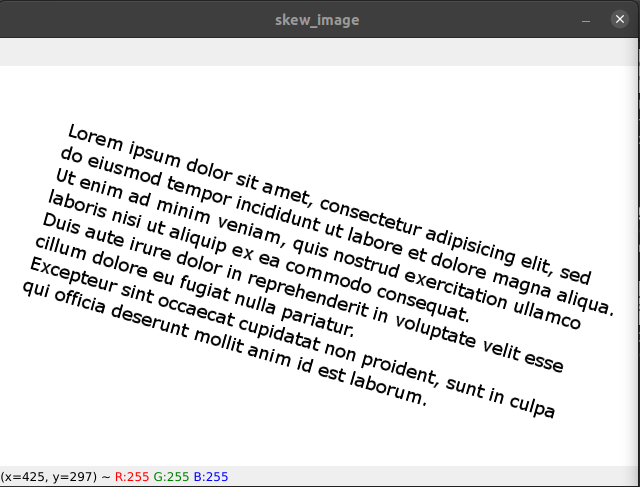 skew_image
Lorem ipsum dolor sit amet, consectetur adipisicing elit, sed
do eiusmod tempor incididunt ut labore et dolore magna aliqua.
Ut enim ad minim veniam, quis nostrud exercitation ullamco
laboris nisi ut aliquip ex ea commodo consequat.
Duis aute irure dolor in reprehenderit in voluptate velit esse
cillum dolore eu fugiat nulla pariatur.
Excepteur sint occaecat cupidatat non proident, sunt in culpa
qui officia deserunt mollit anim id est laborum.
(x=425, y=297) ~ R:255 G:255 B:255